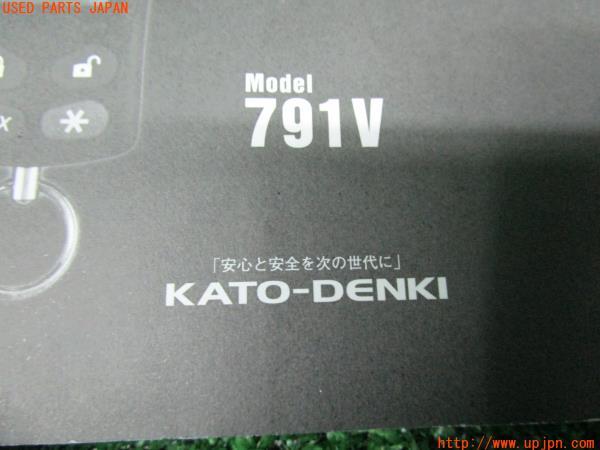 USED PARTS JAPAN
Model
791V
x
「安心と安全を次の世代に」
KATO-DENKI
http://www.upjpn.com